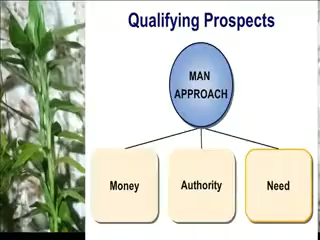 Qualifying Prospects
MAN
APPROACH
Money
Authority
Need